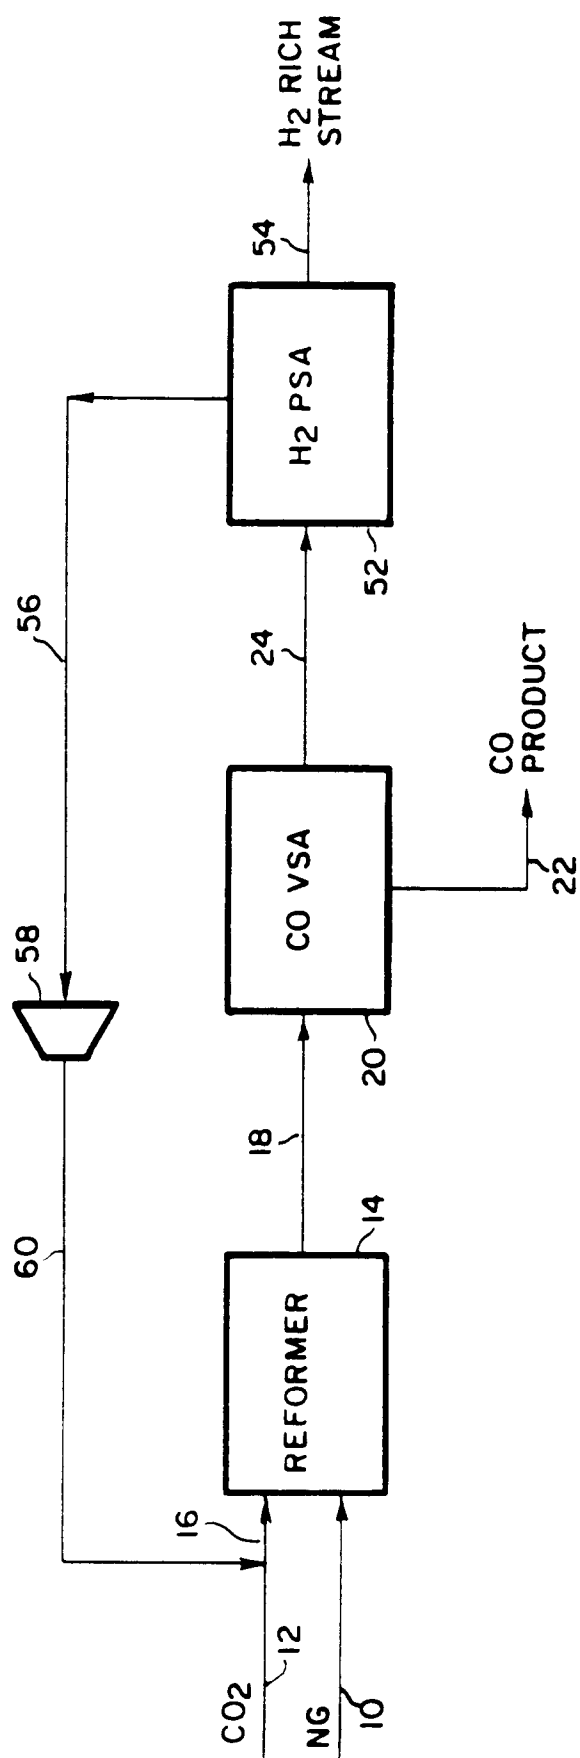 CO2
12
NG
10
16
REFORMER
14
60
18
58
CO VSA
20
CO
PRODUCT
22
24
56
H2 PSA
52
54
H2 RICH
STREAM